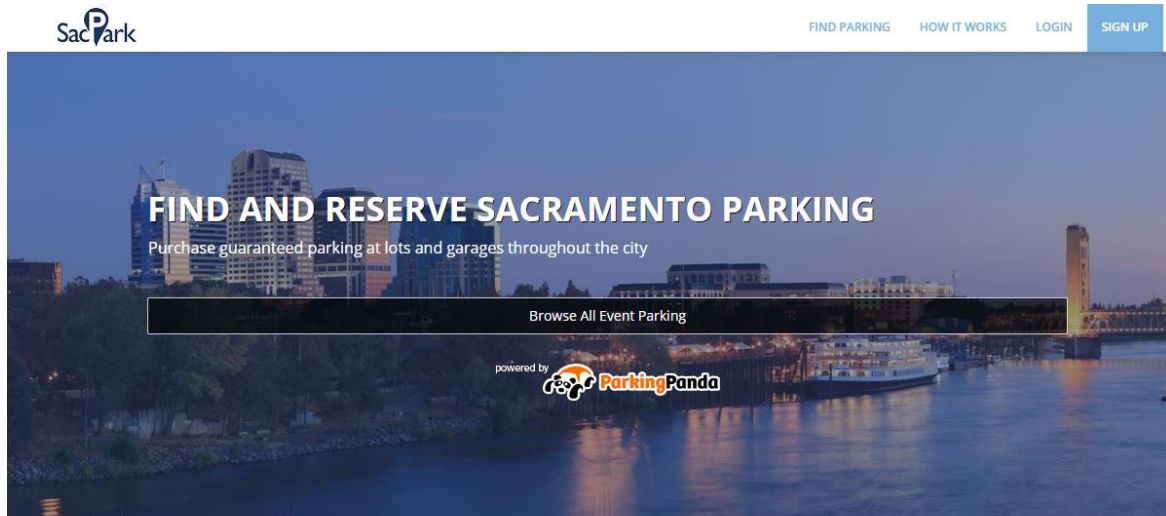 SacPark
FIND PARKING
HOW IT WORKS
LOGIN
SIGN UP
FIND AND RESERVE SACRAMENTO PARKING
Purchase guaranteed parking at lots and garages throughout the city
Browse All Event Parking
powered by
ParkingPanda